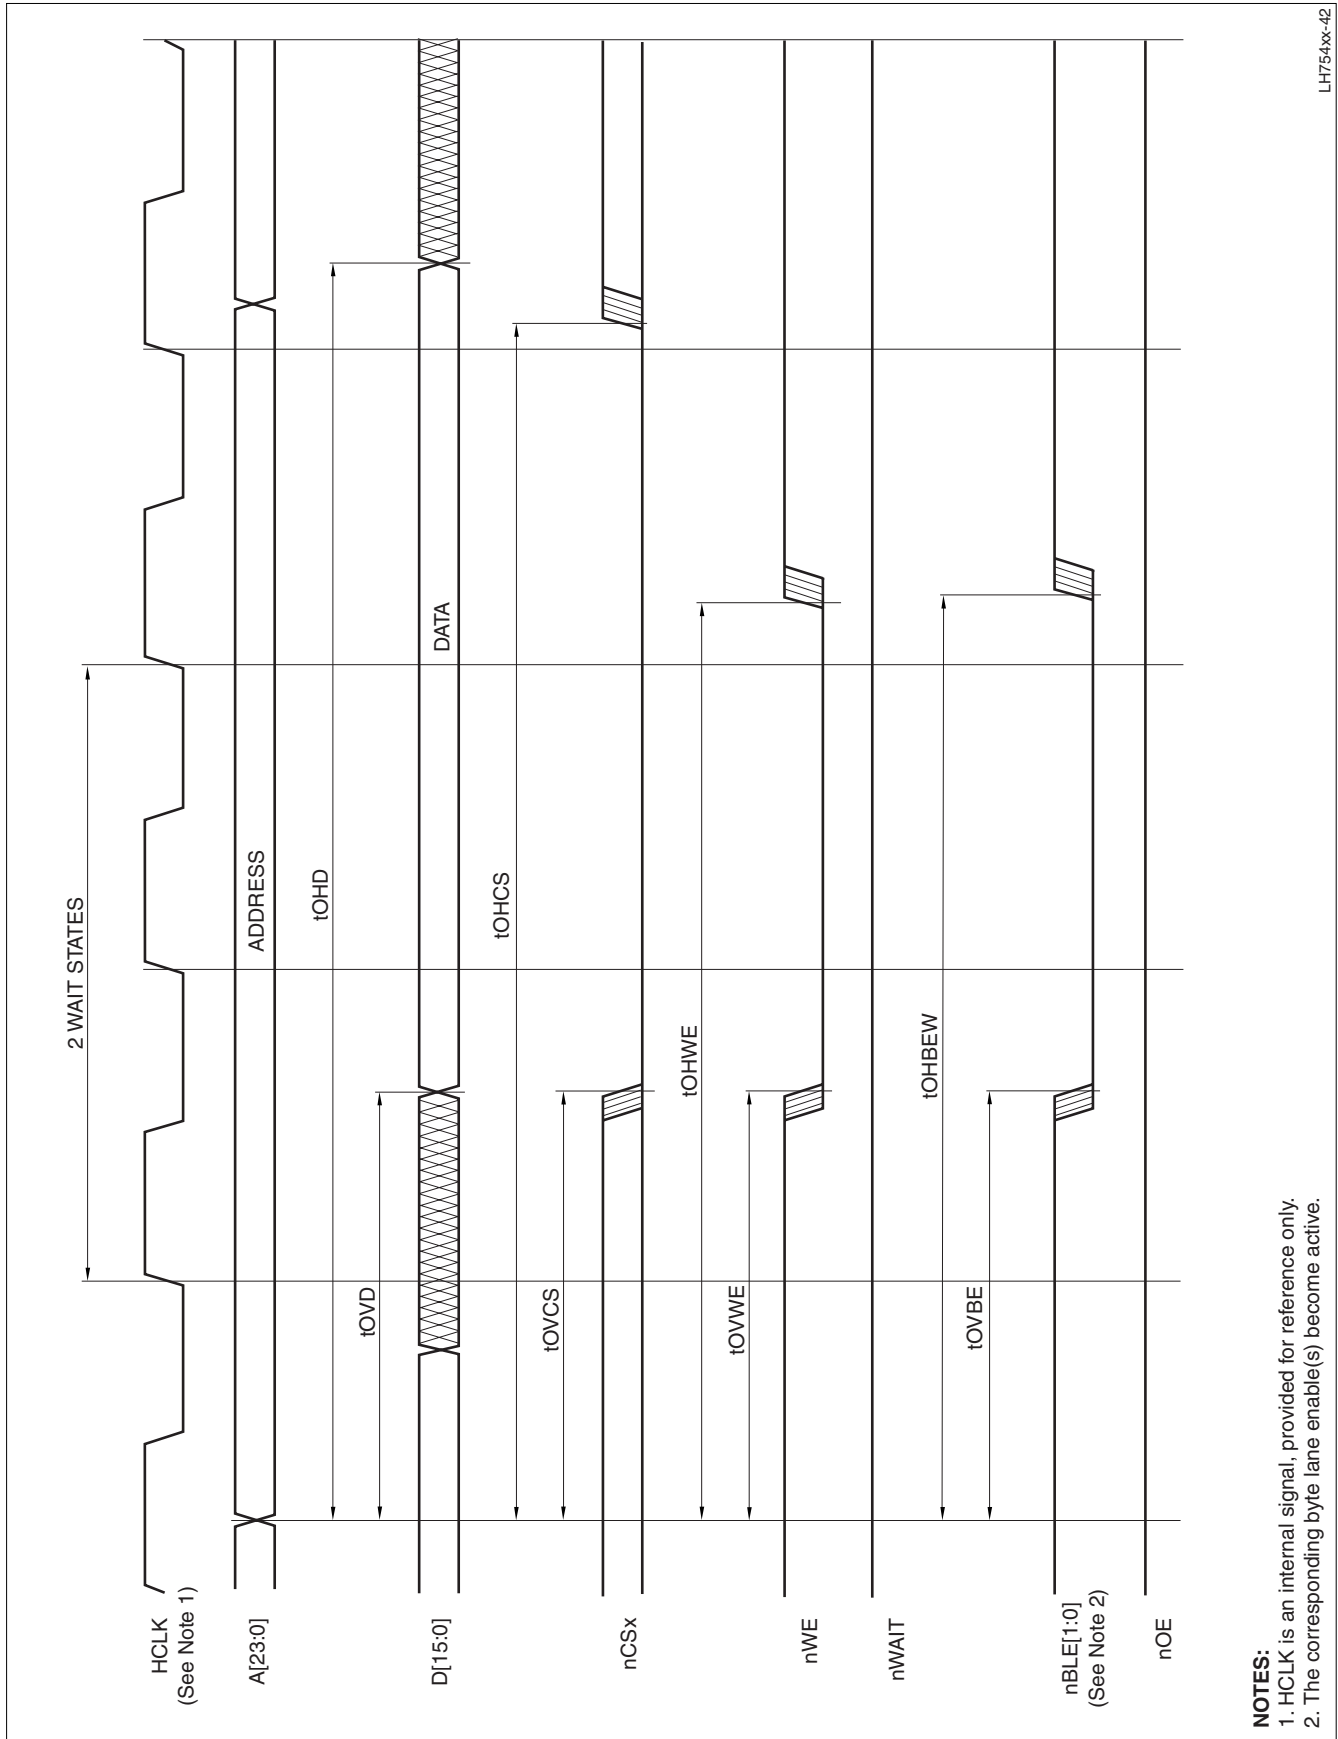 2 WAIT STATES
HCLK
(See Note 1)
A[23:0]
ADDRESS
tOHD
tOVD
D[15:0]
DATA
tOHCS
tOVCS
nCSx
tOHWE
tOVWE
nWE
nWAIT
tOHBEW
tOVBE
nBLE[1:0]
(See Note 2)
nOE
NOTES:
1. HCLK is an internal signal, provided for reference only.
2. The corresponding byte lane enable(s) become active.
LH754xx-42